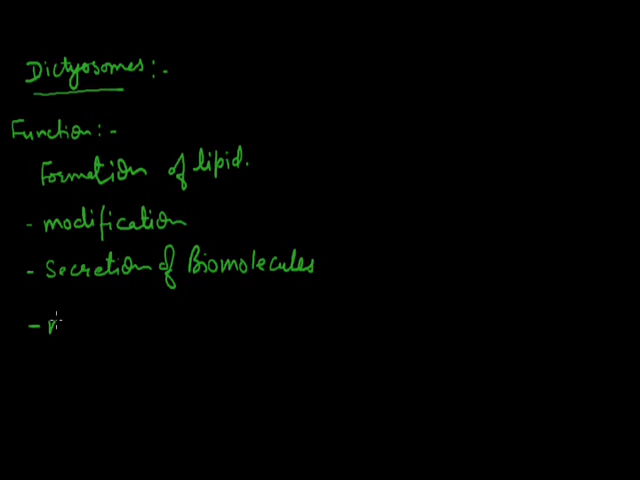 Dictyosomes:-
Function:-
Formation of lipid.
- modification
- Secretion of Biomolecules
-